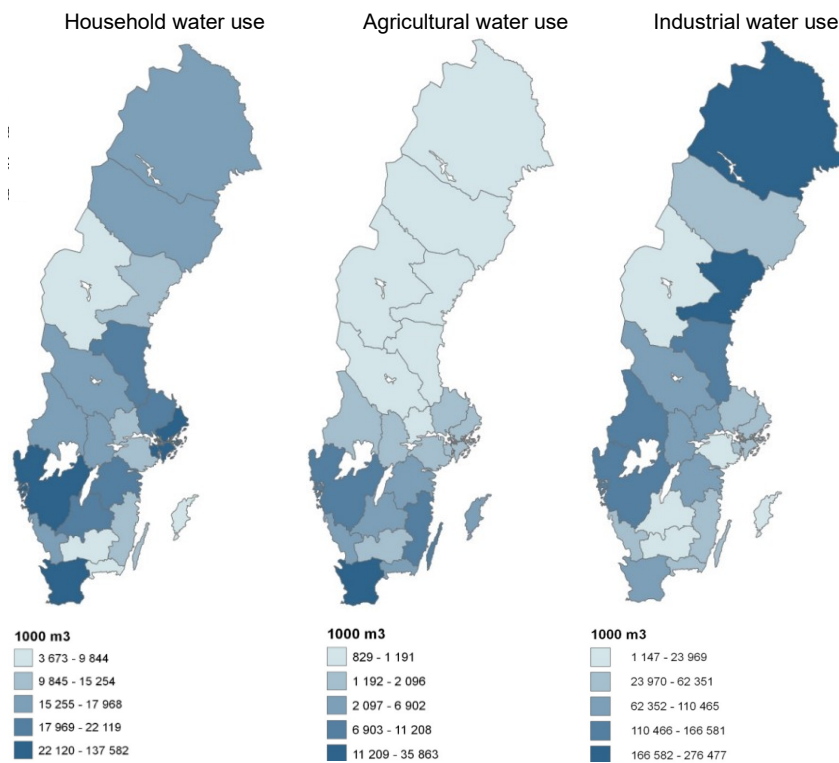 Household water use
Agricultural water use
Industrial water use
1000 m3
3 673 - 9 844
9 845 - 15 254
15 255 - 17 968
17 969 - 22 119
22 120 - 137 582
1000 m3
829 - 1 191
1 192 - 2 096
2 097 - 6 902
6 903 - 11 208
11 209 - 35 863
1000 m3
1 147 - 23 969
23 970 - 62 351
62 352 - 110 465
110 466 - 166 581
166 582 - 276 477